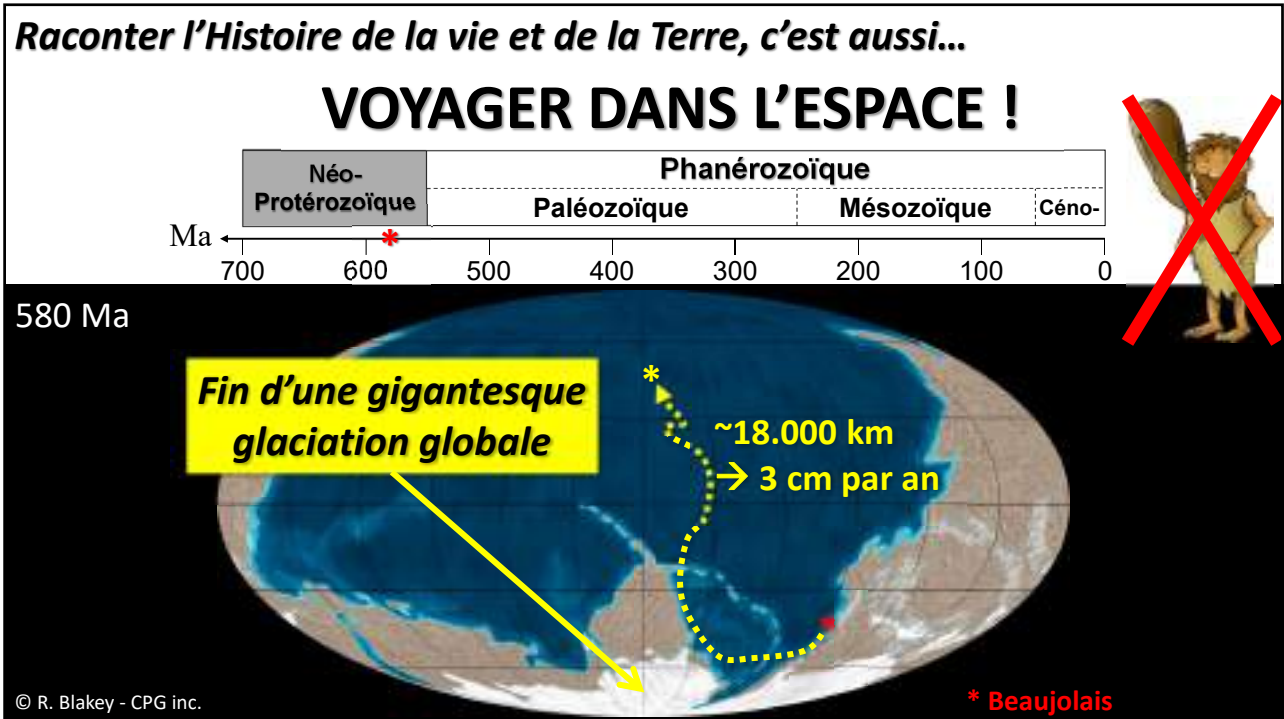 Raconter l'Histoire de la vie et de la Terre, c'est aussi…
VOYAGER DANS L'ESPACE !
Néo-
Protérozoïque
Phanérozoïque
Paléozoïque
Mésozoïque
Céno-
Ma
*
700
600
500
400
300
200
100
0
580 Ma
Fin d'une gigantesque
glaciation globale
*
~18.000 km
→ 3 cm par an
*
© R. Blakey - CPG inc.
* Beaujolais